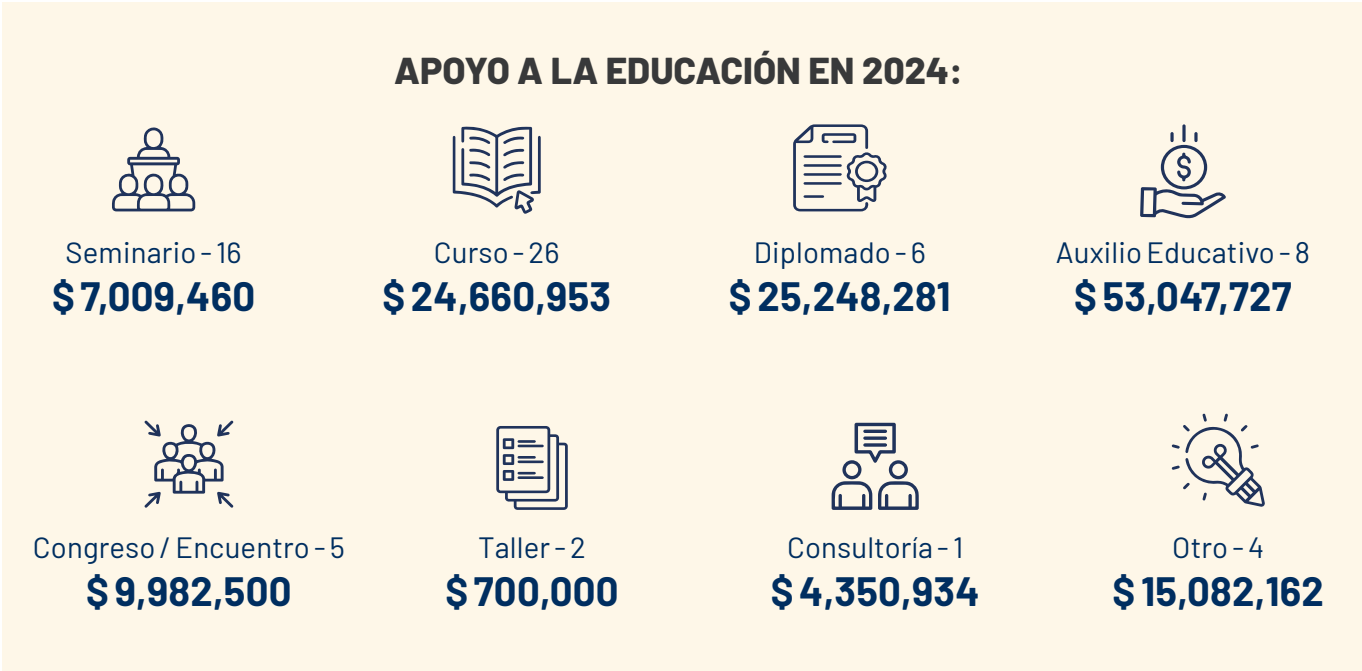 APOYO A LA EDUCACIÓN EN 2024:
Seminario - 16
$ 7,009,460
Curso - 26
$ 24,660,953
Diplomado - 6
$ 25,248,281
Auxilio Educativo - 8
$ 53,047,727
Congreso / Encuentro - 5
$ 9,982,500
Taller - 2
$ 700,000
Consultoría - 1
$ 4,350,934
Otro - 4
$ 15,082,162